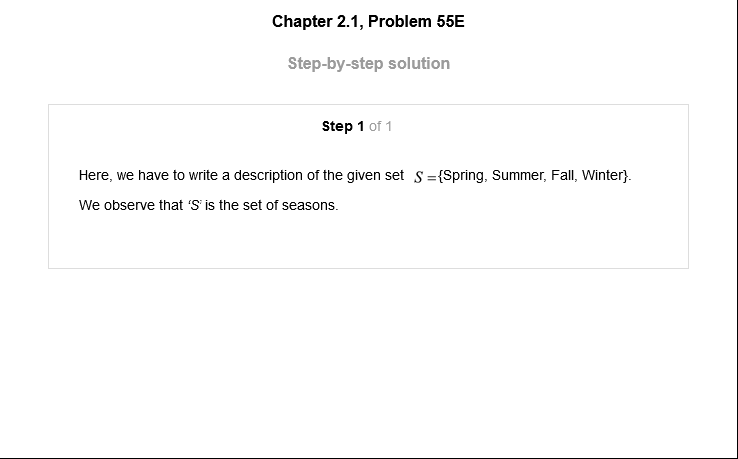 Chapter 2.1, Problem 55E
Step-by-step solution
Step 1 of 1
Here, we have to write a description of the given set S ={Spring, Summer, Fall, Winter}.
We observe that ‘S’ is the set of seasons.